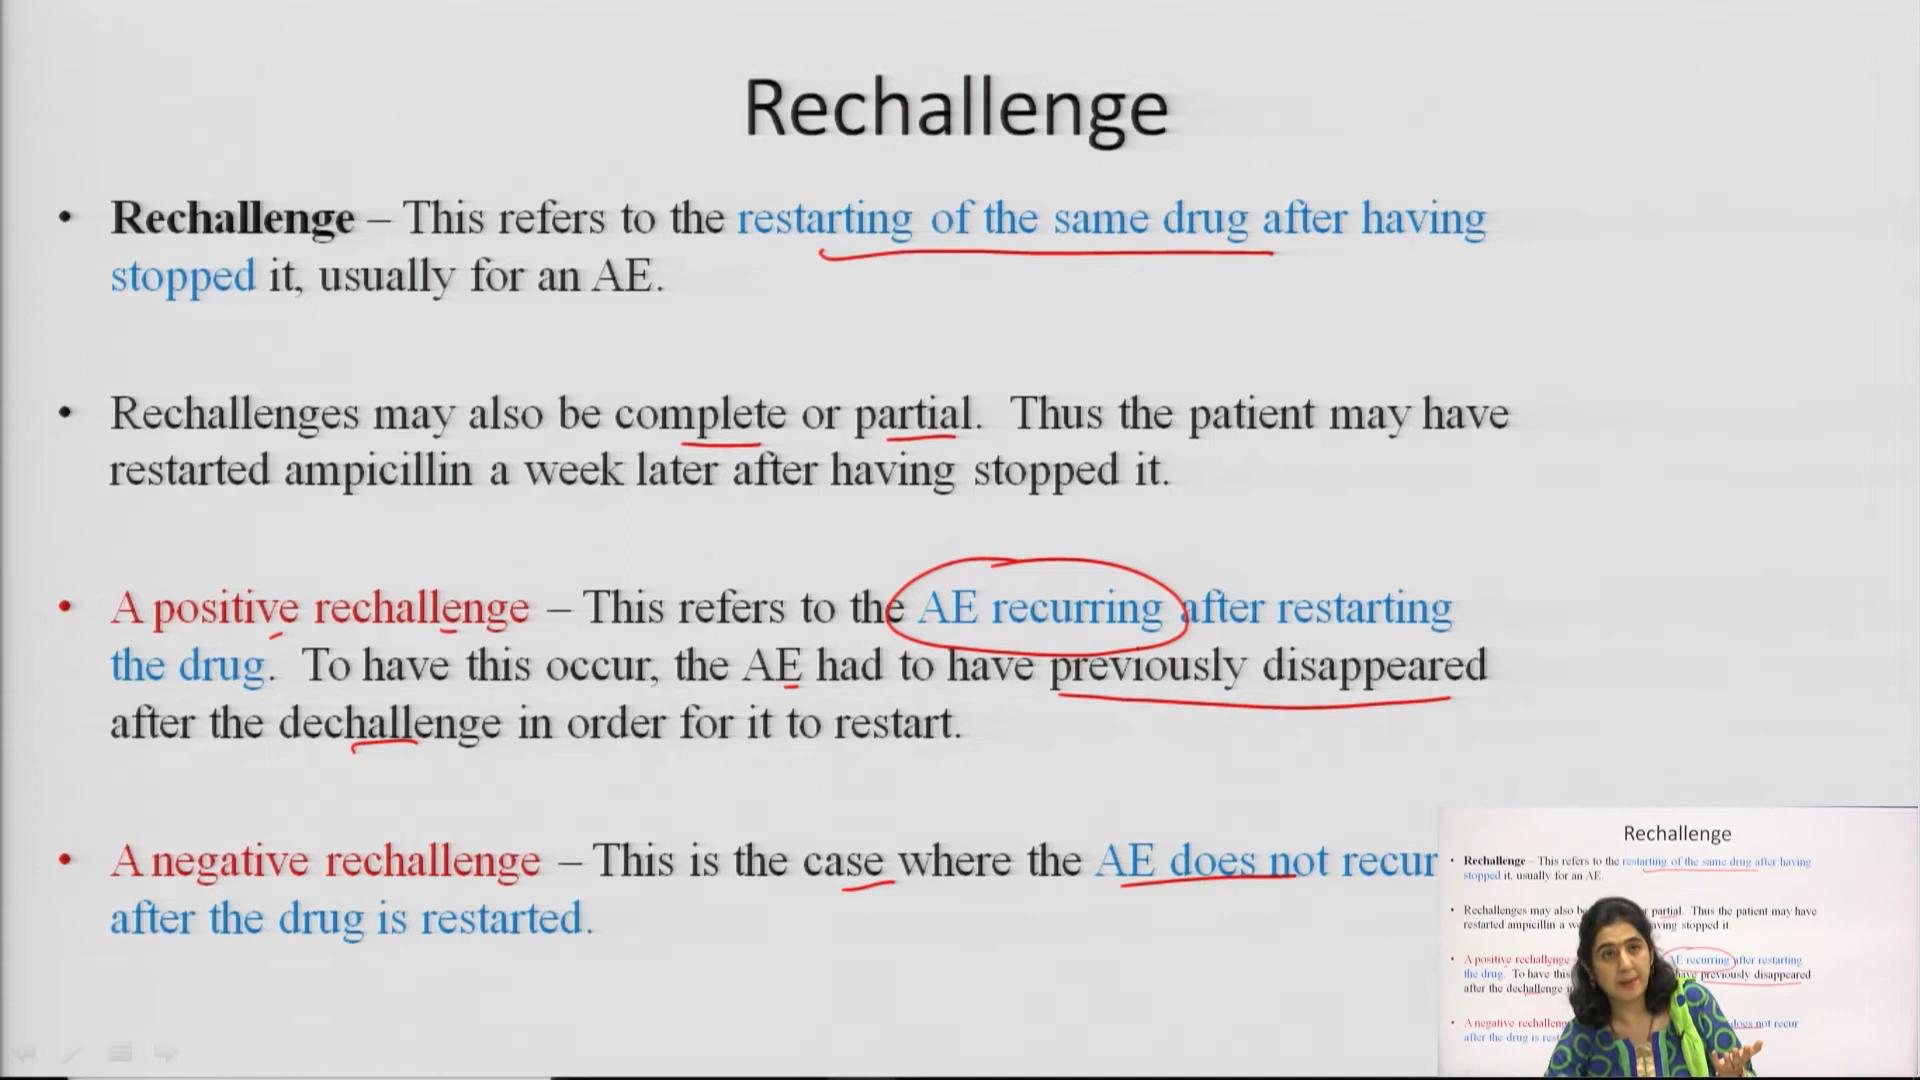 Rechallenge
• Rechallenge – This refers to the restarting of the same drug after having
stopped it, usually for an AE.
• Rechallenges may also be complete or partial. Thus the patient may have
restarted ampicillin a week later after having stopped it.
• A positive rechallenge – This refers to the AE recurring after restarting
the drug. To have this occur, the AE had to have previously disappeared
after the dechallenge in order for it to restart.
• A negative rechallenge – This is the case where the AE does not recur
after the drug is restarted.
Rechallenge
• Rechallenge – This refers to the restarting of the same drug after having
stopped it, usually for an AE.
• Rechallenges may also partial. Thus the patient may have
restarted ampicillin a having stopped it.
• A positive rechallenge AE recurring after restarting
the drug. To have this have previously disappeared
after the dechallenge
• A negative does not recur
after the drug is